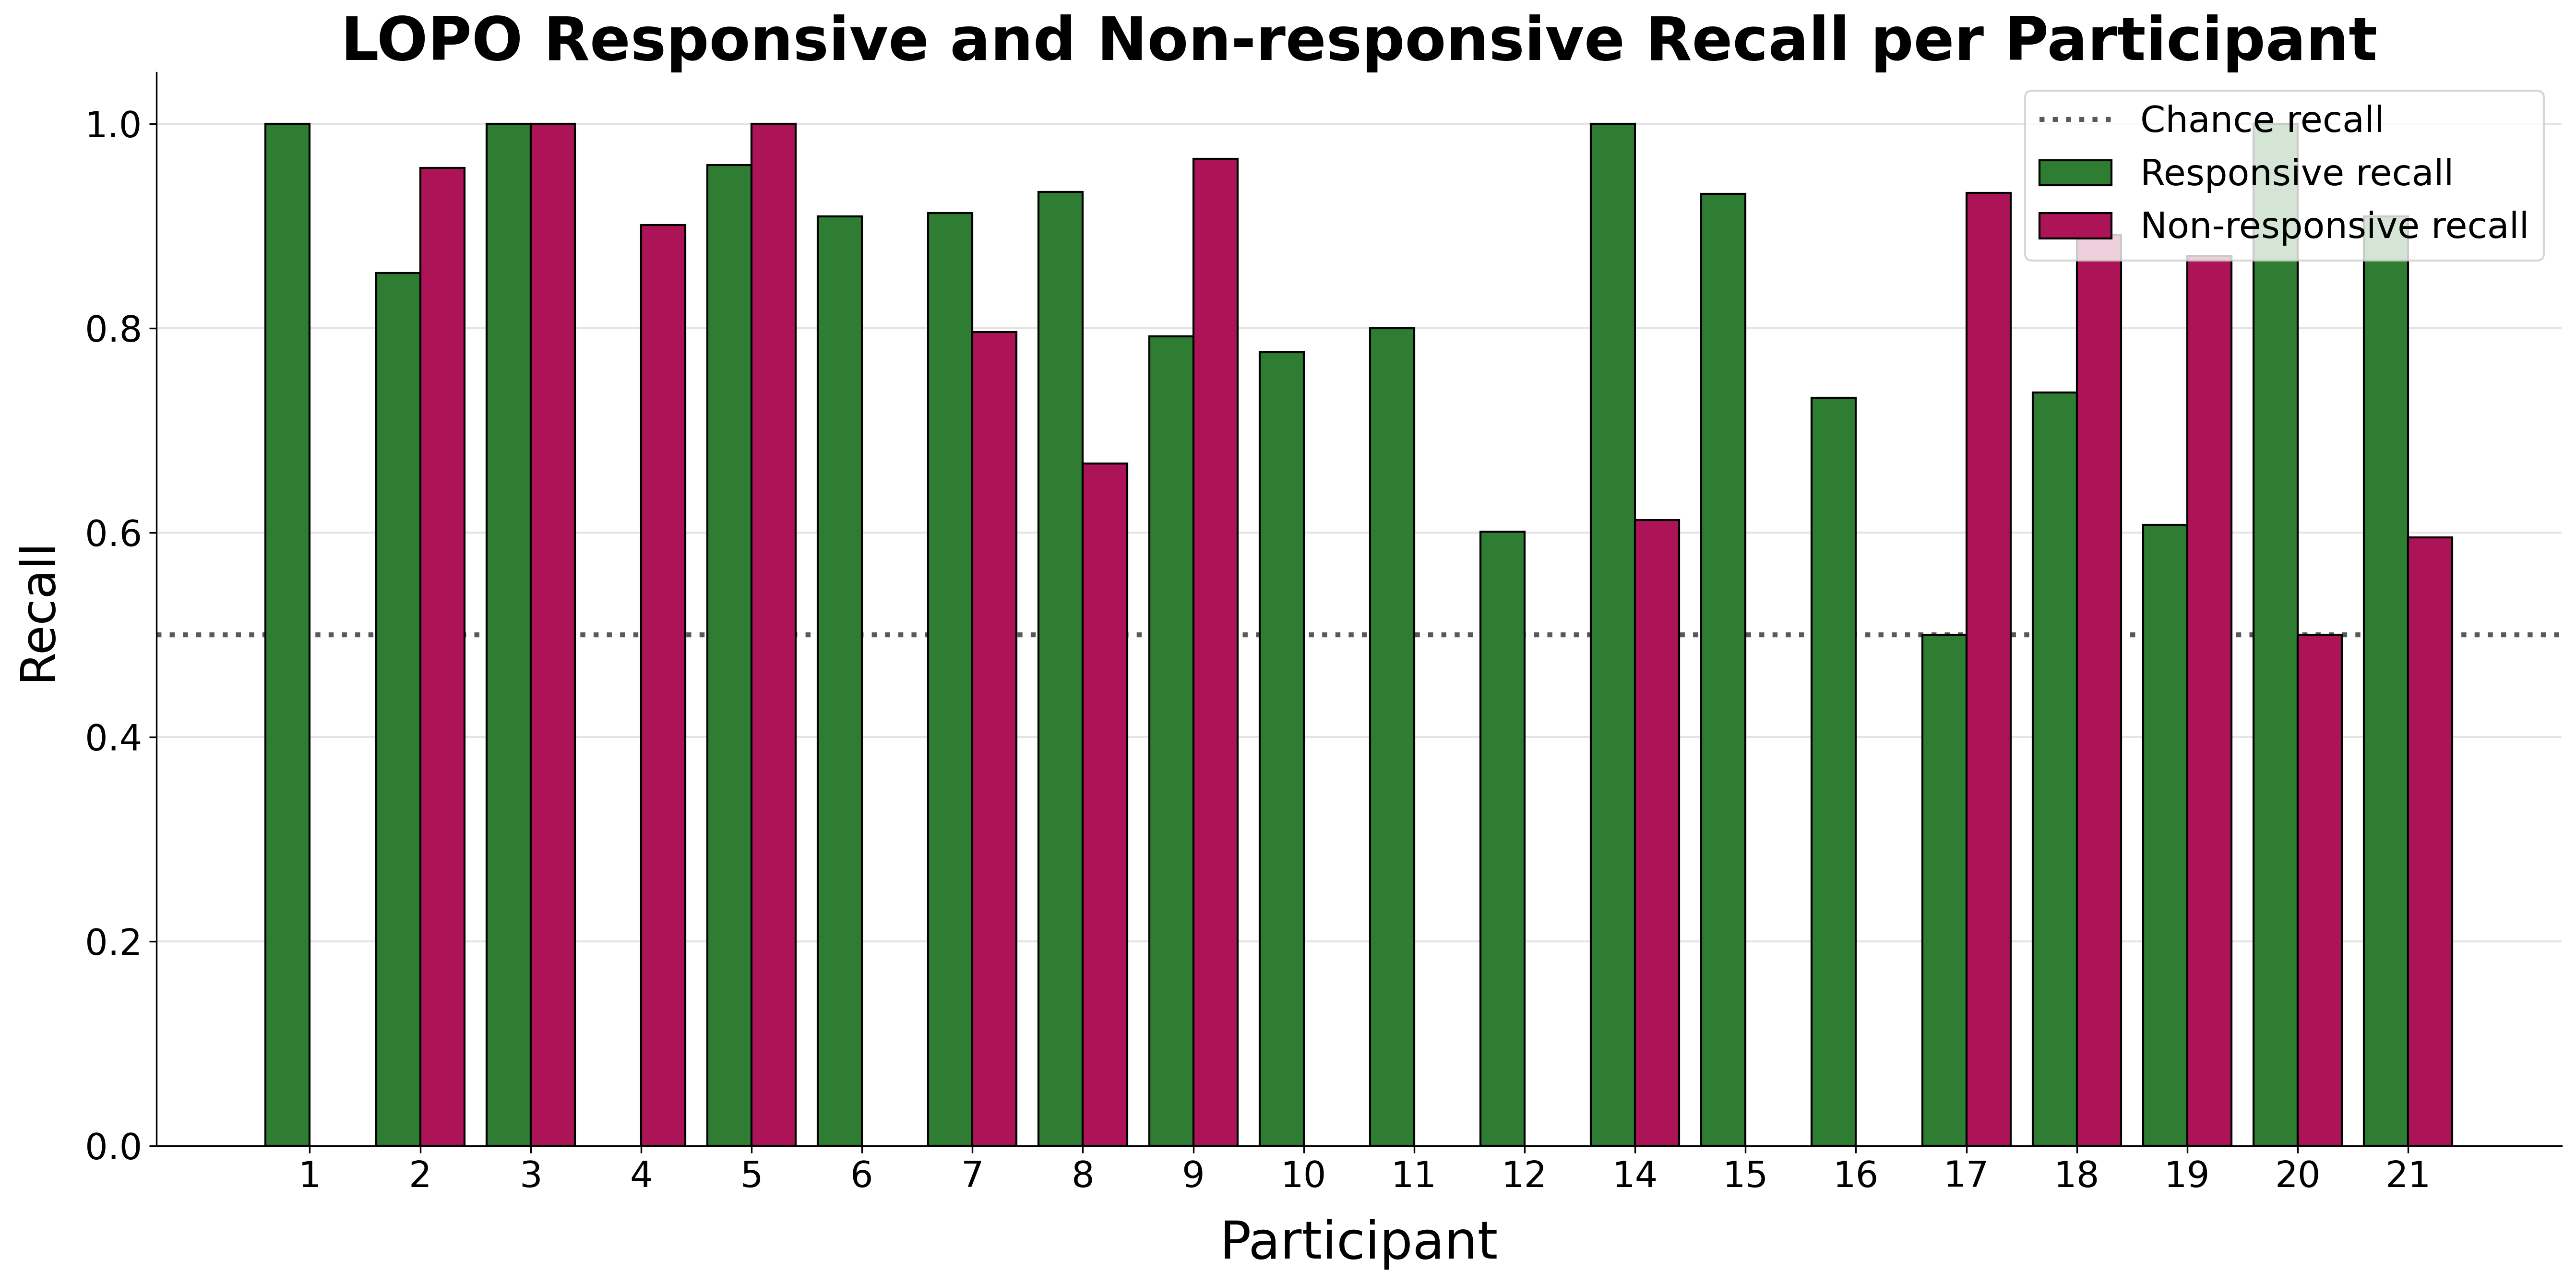 LOPO Responsive and Non-responsive Recall per Participant
Chance recall
Responsive recall
Non-responsive recall
1.0
0.8
0.6
0.4
0.2
0.0
Recall
1 2 3 4 5 6 7 8 9 10 11 12 14 15 16 17 18 19 20 21
Participant